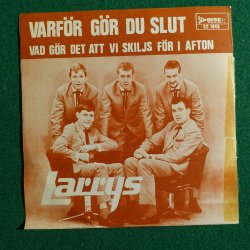 VARFÖR GÖR DU SLUT
VAD GÖR DET ATT VI SKILJS FÖR I AFTON
Larrys